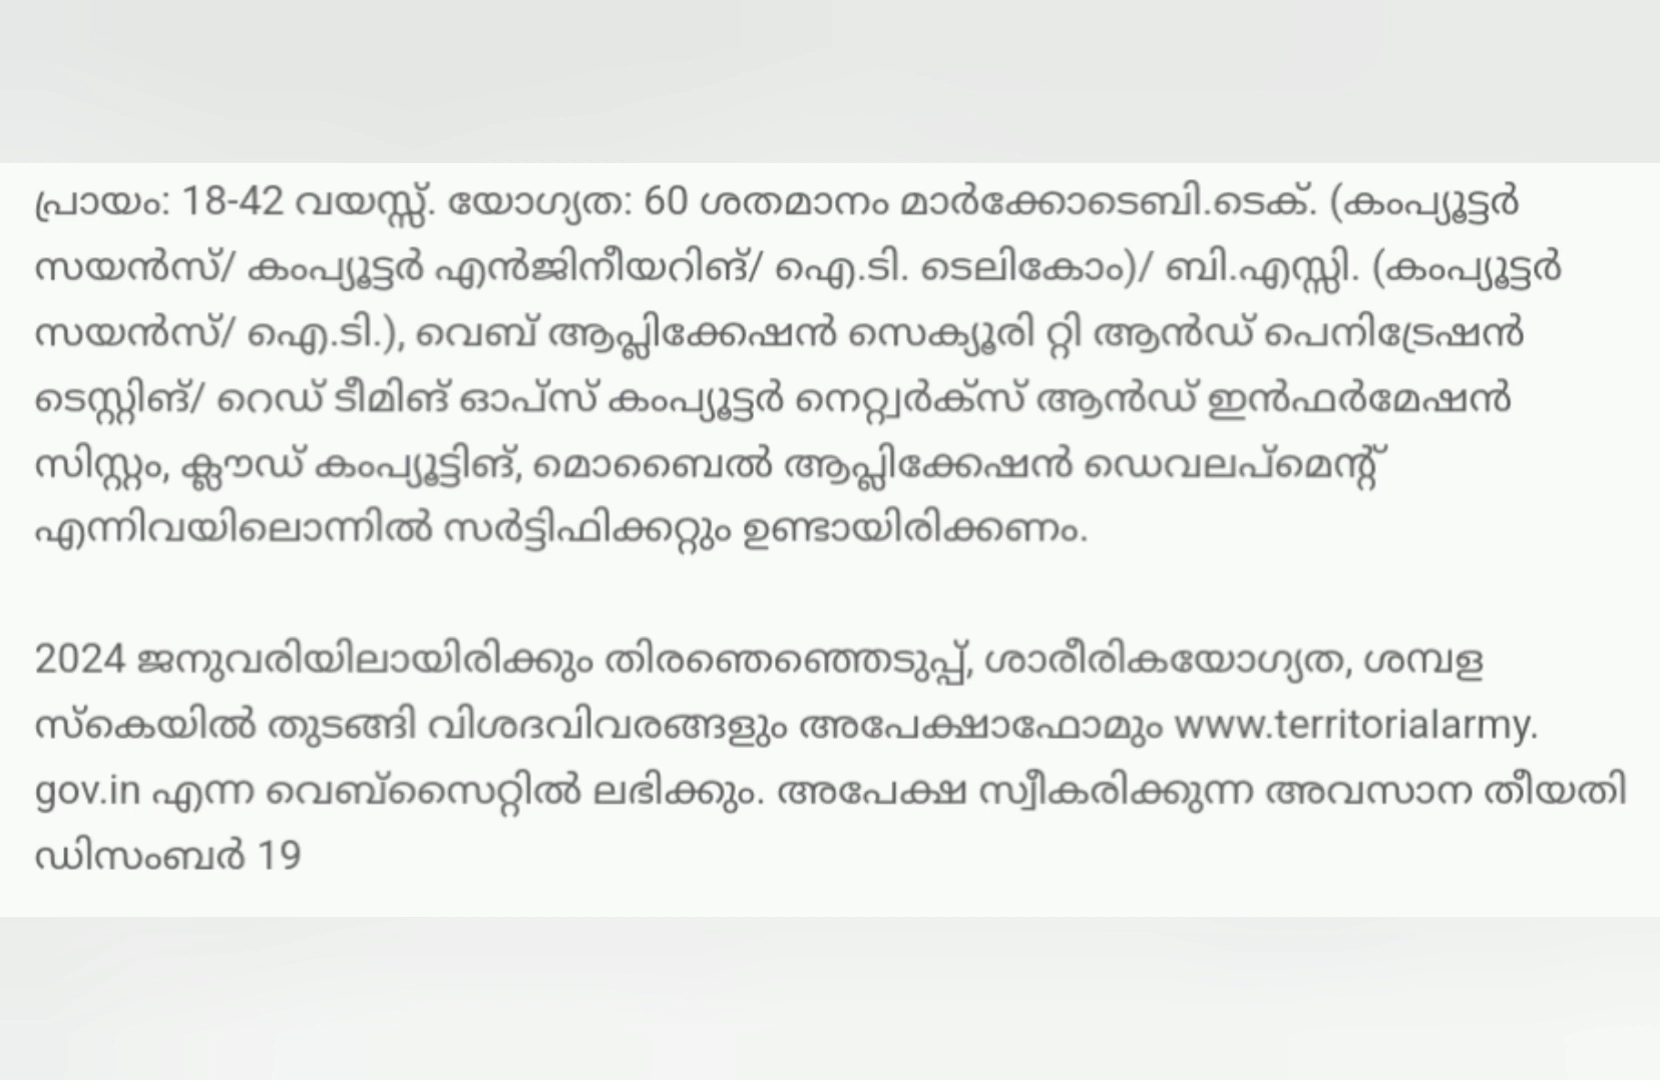 പ്രായം: 18-42 വയസ്സ്. യോഗ്യത: 60 ശതമാനം മാർക്കോടെബി.ടെക്. (കംപ്യൂട്ടർ
സയൻസ്/ കംപ്യൂട്ടർ എൻജിനീയറിങ്/ ഐ.ടി. ടെലികോം)/ ബി.എസ്സി. (കംപ്യൂട്ടർ
സയൻസ്/ ഐ.ടി.), വെബ് ആപ്ലിക്കേഷൻ സെക്യൂരി റ്റി ആൻഡ് പെനിട്രേഷൻ
ടെസ്റ്റിങ്/ റെഡ് ടീമിങ് ഓപ്സ് കംപ്യൂട്ടർ നെറ്റ്വർക്സ് ആൻഡ് ഇൻഫർമേഷൻ
സിസ്റ്റം, ക്ലൗഡ് കംപ്യൂട്ടിങ്, മൊബൈൽ ആപ്ലിക്കേഷൻ ഡെവലപ്മെന്റ്
എന്നിവയിലൊന്നിൽ സർട്ടിഫിക്കറ്റും ഉണ്ടായിരിക്കണം.
2024 ജനുവരിയിലായിരിക്കും തിരഞെഞ്ഞെടുപ്പ്, ശാരീരികയോഗ്യത, ശമ്പള
സ്കെയിൽ തുടങ്ങി വിശദവിവരങ്ങളും അപേക്ഷാഫോമും www.territorialarmy.
gov.in എന്ന വെബ്സൈറ്റിൽ ലഭിക്കും. അപേക്ഷ സ്വീകരിക്കുന്ന അവസാന തീയതി
ഡിസംബർ 19